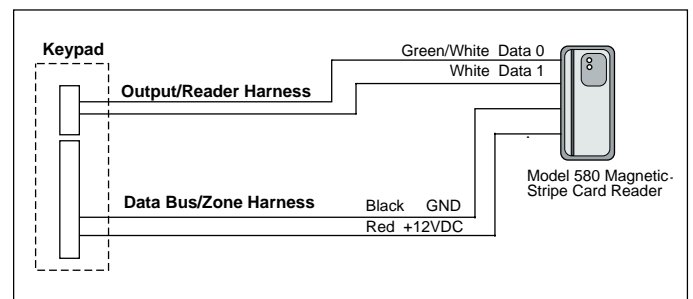 Keypad
Green/White Data 0
White Data 1
Output/Reader Harness
Model 580 Magnetic-
Stripe Card Reader
Data Bus/Zone Harness
Black GND
Red +12VDC